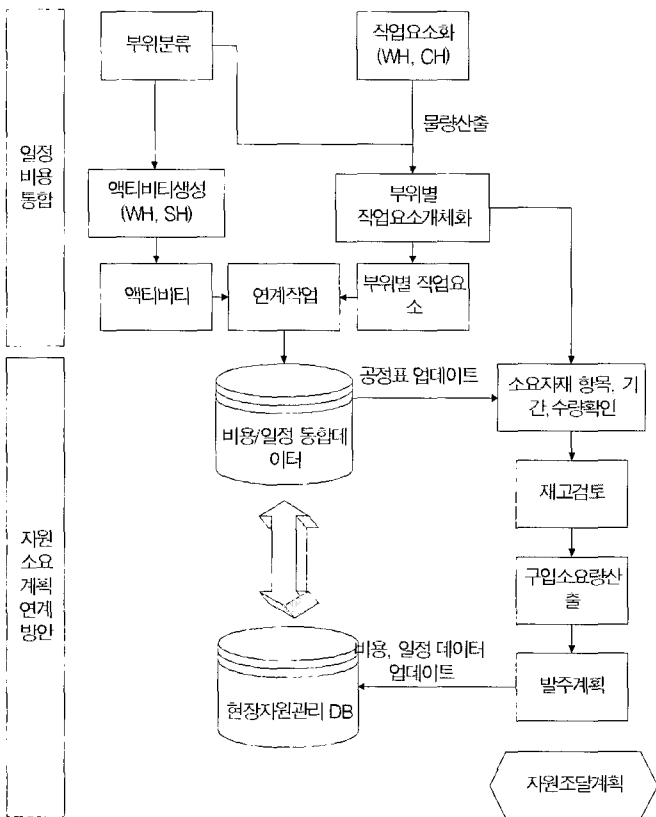 부위분류
작업요소화
(WH, CH)
물량산출
일정
비용
통합
액티비티생성
(WH, SH)
부위별
작업요소개체화
액티비티
연계작업
부위별 작업요
소
공정표 업데이트
소요자재 항목, 기
간,수량확인
비용/일정 통합데
이터
재고검토
자원
소요
계획
연계
방안
구입소요량산
출
비용, 일정 데이터
업데이트
발주계획
현장자원관리 DB
자원조달계획